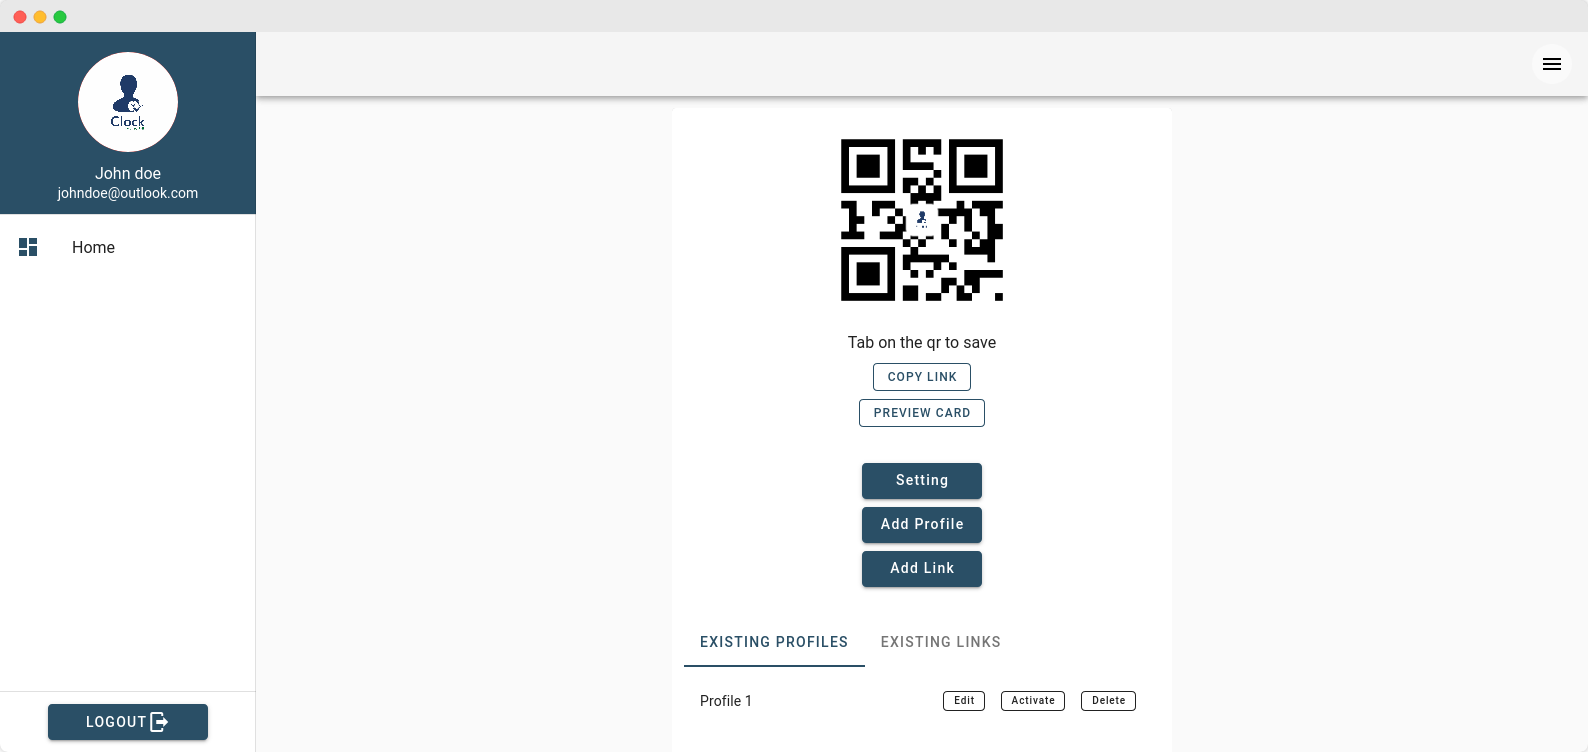 Clock
John doe
johndoe@outlook.com
Home
LOGOUT
Tab on the qr to save
COPY LINK
PREVIEW CARD
Setting
Add Profile
Add Link
EXISTING PROFILES EXISTING LINKS
Profile 1 Edit Activate Delete